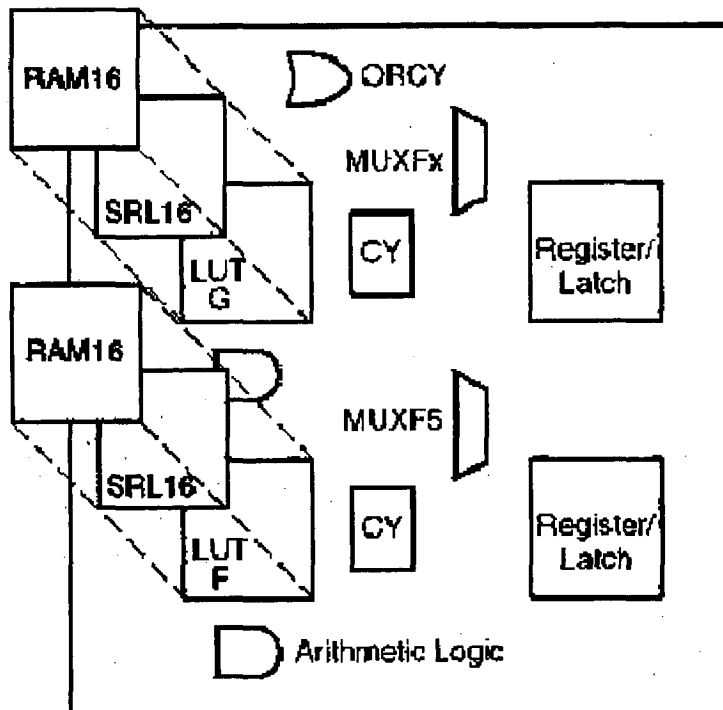 RAM16
ORCY
SRL16
MUXFx
LUT
G
CY
Register/
Latch
RAM16
SRL16
MUXF5
LUT
F
CY
Register/
Latch
Arithmetic Logic